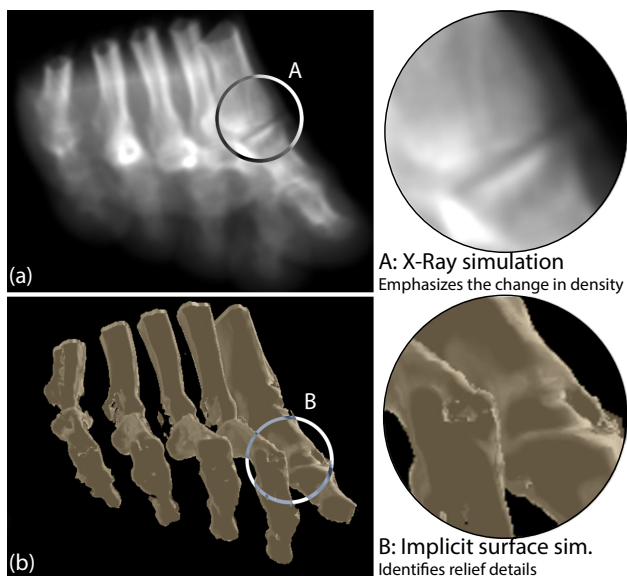 A
(a)
A: X-Ray simulation
Emphasizes the change in density
B
(b)
B: Implicit surface sim.
Identifies relief details